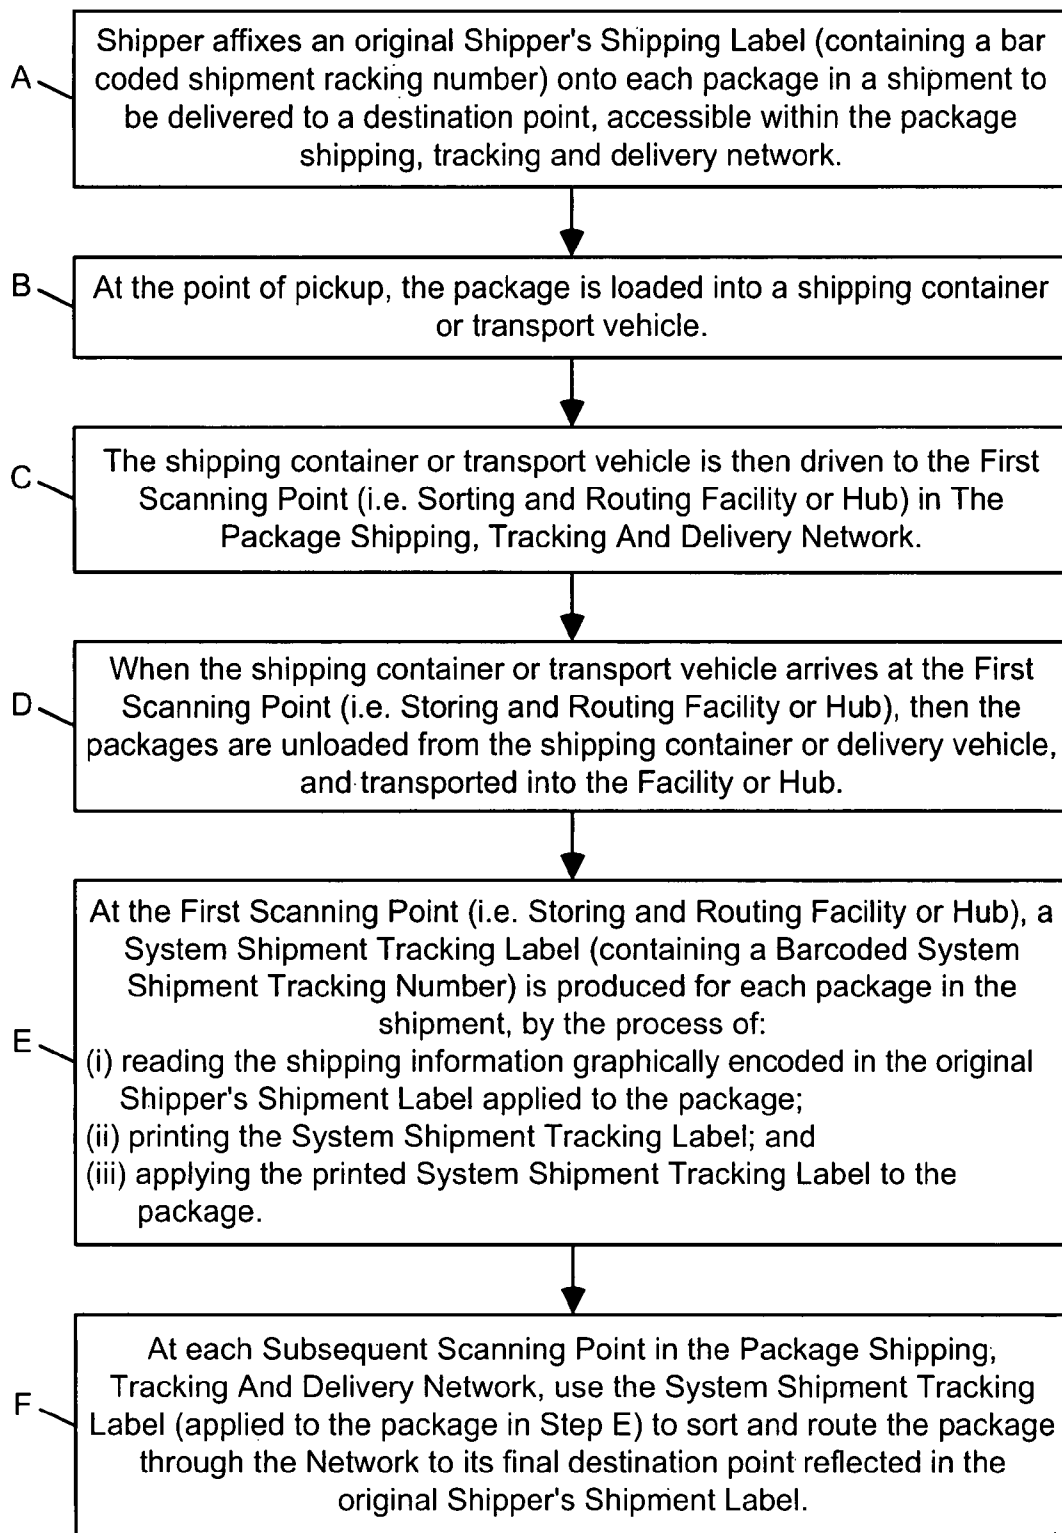 Shipper affixes an original Shipper's Shipping Label (containing a bar
A
coded shipment racking number) onto each package in a shipment to
be delivered to a destination point, accessible within the package
shipping, tracking and delivery network.
B
At the point of pickup, the package is loaded into a shipping container
or transport vehicle.
The shipping container or transport vehicle is then driven to the First
C
Scanning Point (i.e. Sorting and Routing Facility or Hub) in The
Package Shipping, Tracking And Delivery Network.
When the shipping container or transport vehicle arrives at the First
D
Scanning Point (i.e. Storing and Routing Facility or Hub), then the
packages are unloaded from the shipping container or delivery vehicle,
and transported into the Facility or Hub.
At the First Scanning Point (i.e. Storing and Routing Facility or Hub), a
System Shipment Tracking Label (containing a Barcoded System
Shipment Tracking Number) is produced for each package in the
shipment, by the process of:
E
(i) reading the shipping information graphically encoded in the original
Shipper's Shipment Label applied to the package;
(ii) printing the System Shipment Tracking Label; and
(iii) applying the printed System Shipment Tracking Label to the
package.
At each Subsequent Scanning Point in the Package Shipping,
Tracking And Delivery Network, use the System Shipment Tracking
F
Label (applied to the package in Step E) to sort and route the package
through the Network to its final destination point reflected in the
original Shipper's Shipment Label.